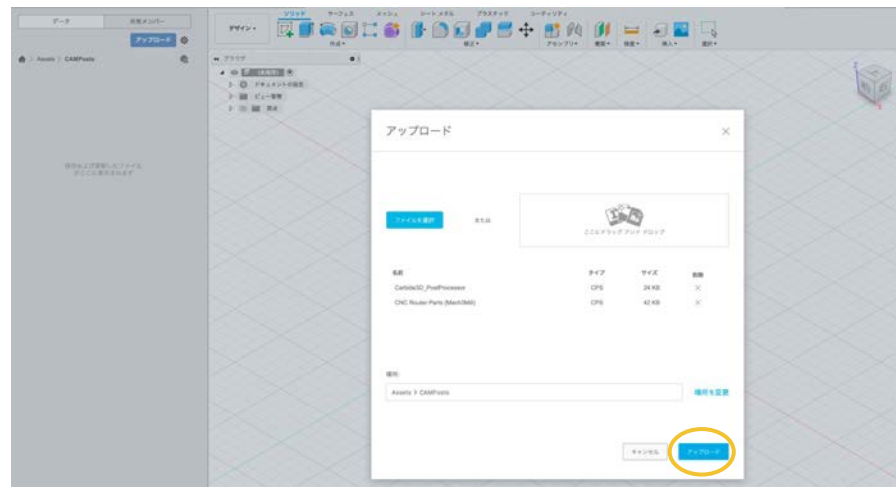 データ
アップロード
Assets > CAMPosts
デザイン
ソリッド サーフェス メッシュ シート メタル プラスチック ユーティリティ
作成 修正 アセンブリ 構築 検査 挿入 選択
ブラウザ
(未保存)
ドキュメントの設定
ビュー管理
原点
アップロード
ファイルを選択
または
ここにドラッグ アンド ドロップ
名前 タイプ サイズ 削除
Carbide3D_PostProcessor CPS 24 KB
CNC Router Parts (Mach3Mill) CPS 42 KB
場所:
Assets > CAMPosts
場所を変更
キャンセル アップロード